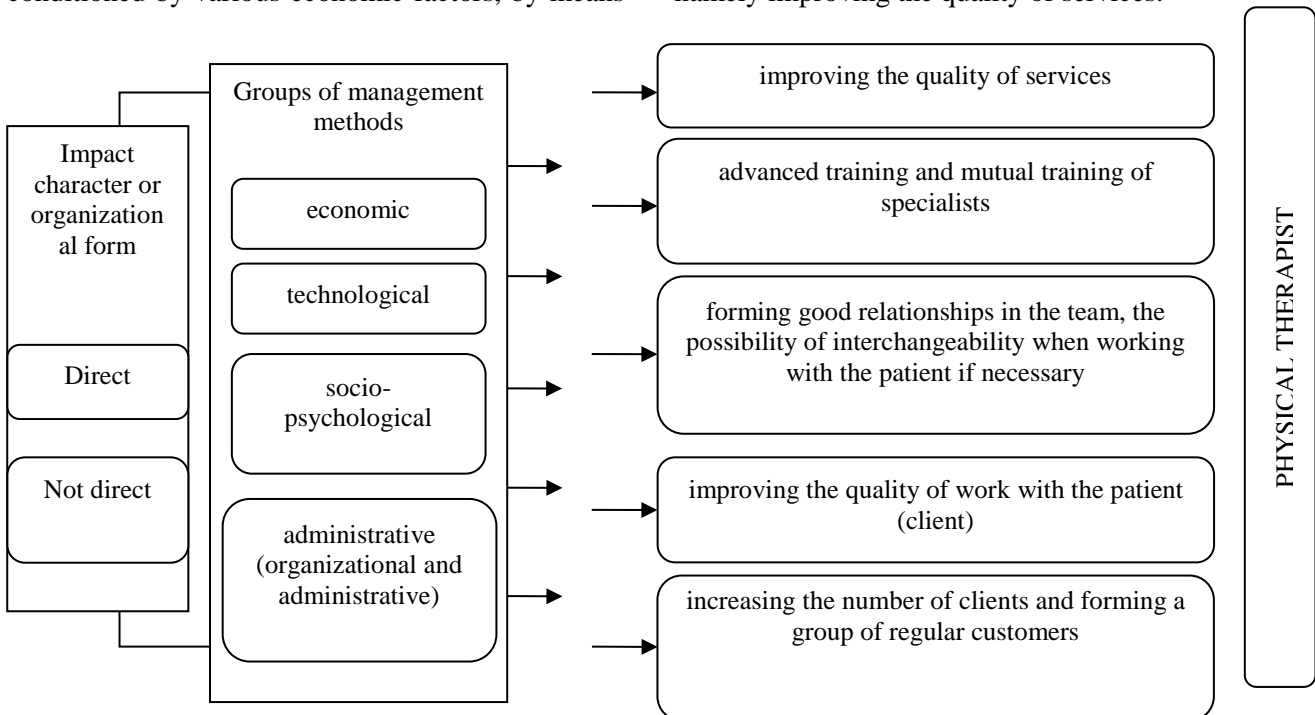 conditioned by various economic factors, by means
namely improving the quality of services.
Impact
character or
organization
al form
Direct
Not direct
Groups of management
methods
economic
technological
socio-
psychological
administrative
(organizational and
administrative)
improving the quality of services
advanced training and mutual training of
specialists
forming good relationships in the team, the
possibility of interchangeability when working
with the patient if necessary
improving the quality of work with the patient
(client)
increasing the number of clients and forming a
group of regular customers
PHYSICAL THERAPIST